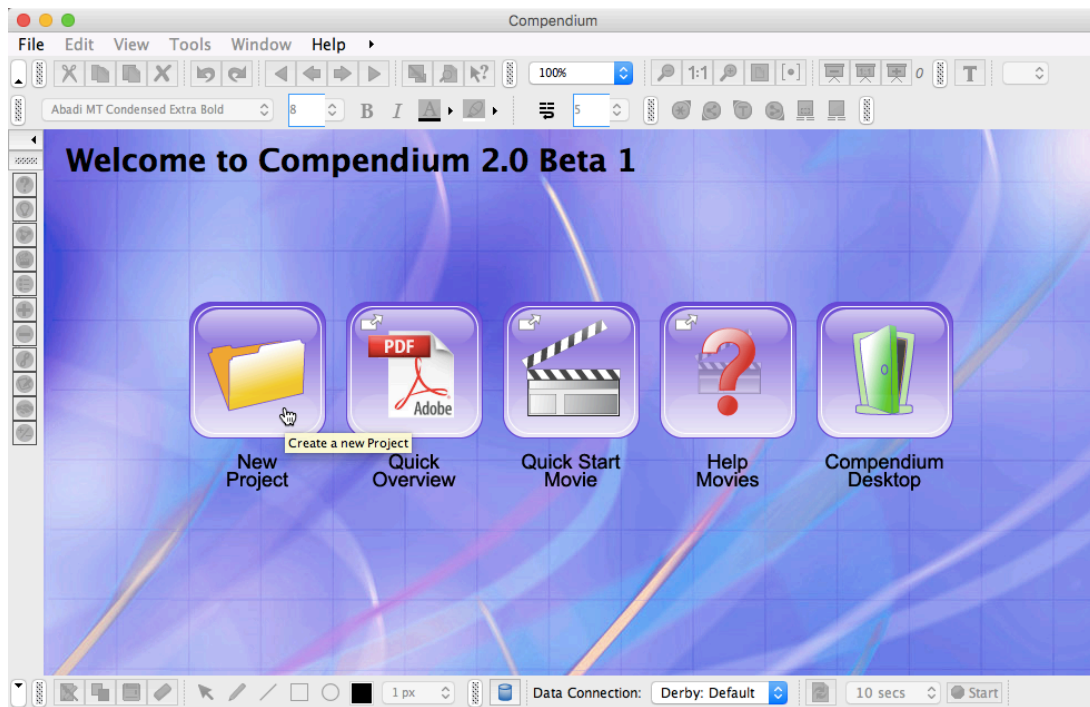 Compendium
File Edit View Tools Window Help
100% 0 T
1:1
Abadi MT Condensed Extra Bold 8 B I A 5
Welcome to Compendium 2.0 Beta 1
PDF
Adobe
Create a new Project
New Project
Quick Overview
Quick Start Movie
Help Movies
Compendium Desktop
1 px Data Connection: Derby: Default 10 secs Start